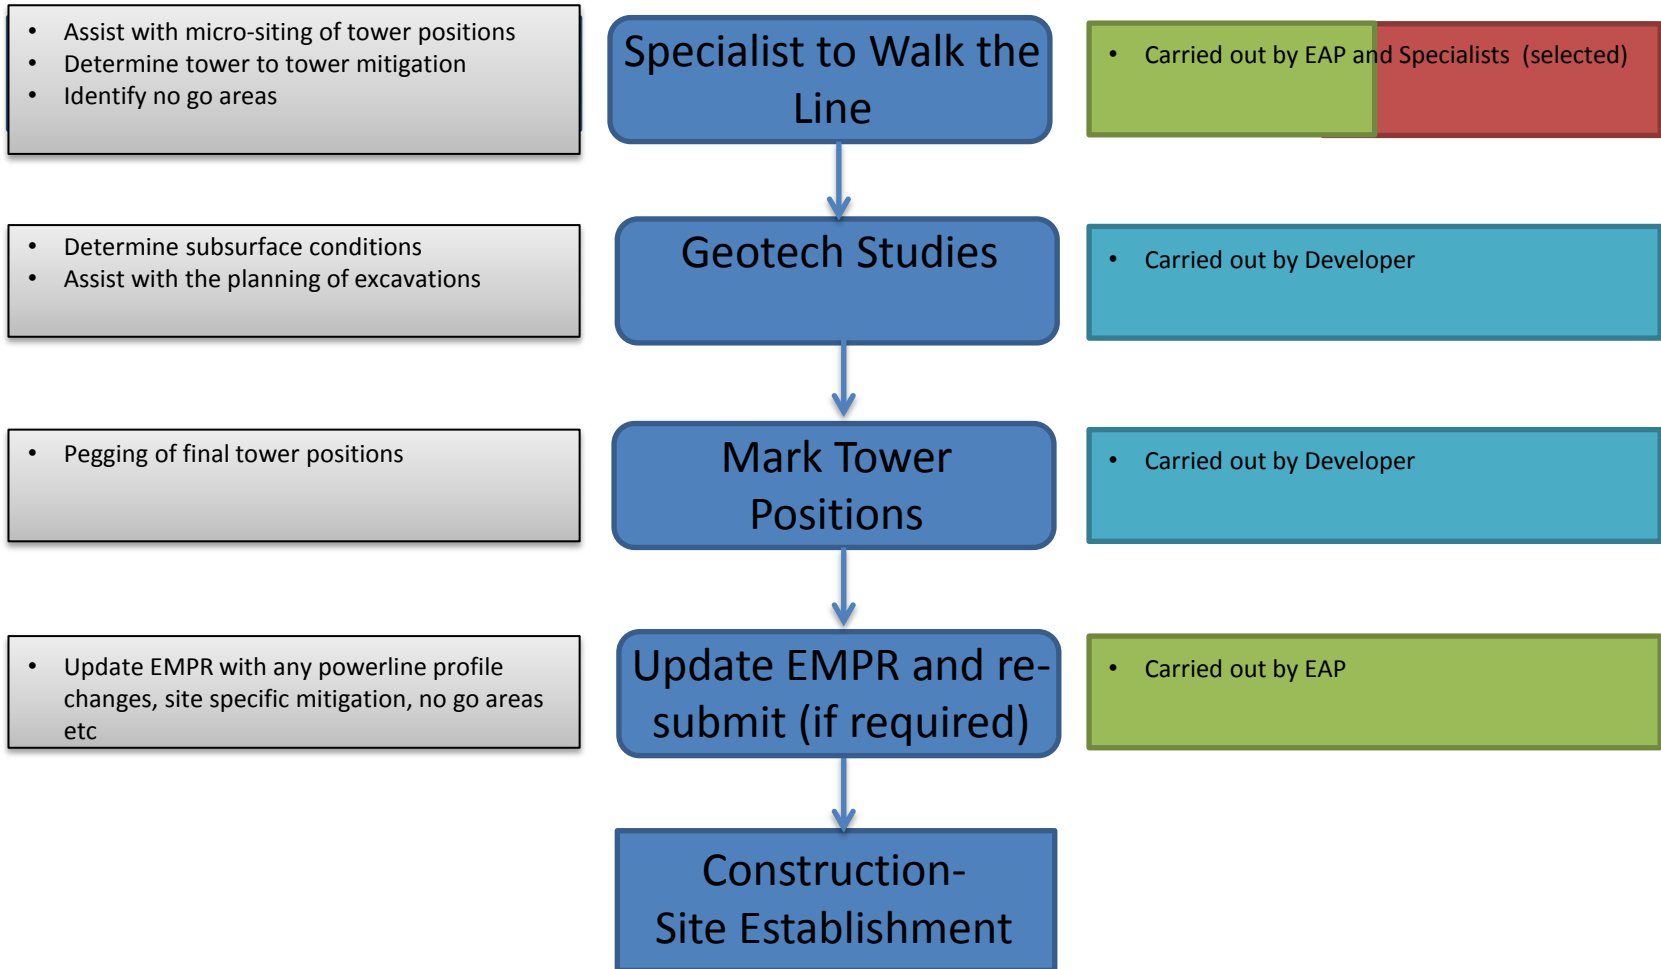 • Assist with micro-siting of tower positions
• Determine tower to tower mitigation
• Identify no go areas
Specialist to Walk the
Line
• Carried out by EAP and Specialists (selected)
• Determine subsurface conditions
• Assist with the planning of excavations
Geotech Studies
• Carried out by Developer
• Pegging of final tower positions
Mark Tower
Positions
• Carried out by Developer
• Update EMPR with any powerline profile
changes, site specific mitigation, no go areas
etc
Update EMPR and re-
submit (if required)
• Carried out by EAP
Construction-
Site Establishment